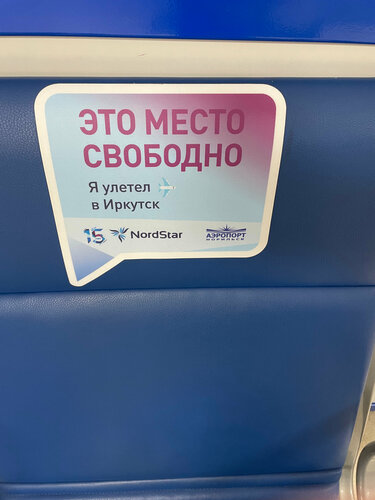 ЭТО МЕСТО
СВОБОДНО
Я улетел
в Иркутск
15 NordStar
АЭРОПОРТ
НОРИЛЬСК